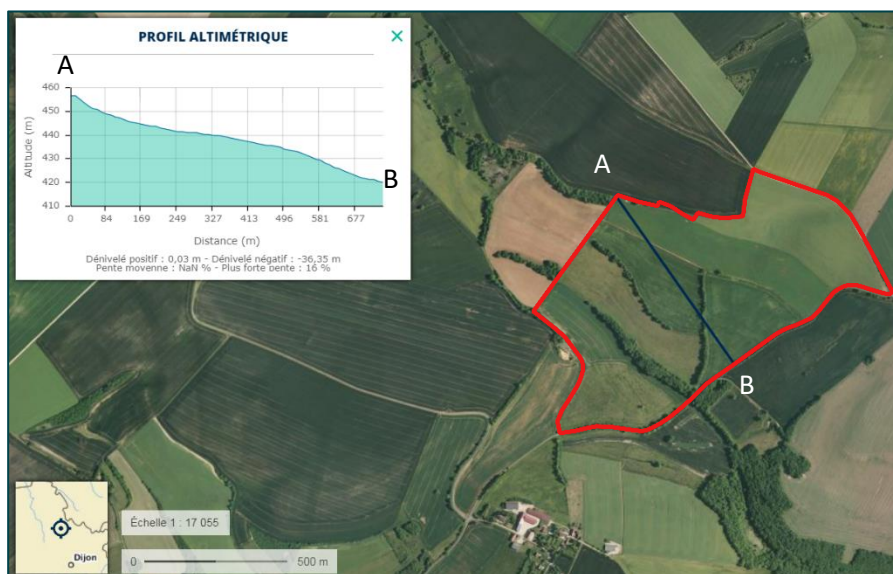 PROFIL ALTIMÉTRIQUE ×
A
460
450
440
430
420
410
Altitude (m)
B
0 84 169 249 327 413 496 581 677
Distance (m)
Dénivelé positif : 0,03 m - Dénivelé négatif : -36,35 m
Pente moyenne : NaN % - Plus forte pente : 16 %
A
B
Dijon
Échelle 1 : 17 055
0 500 m